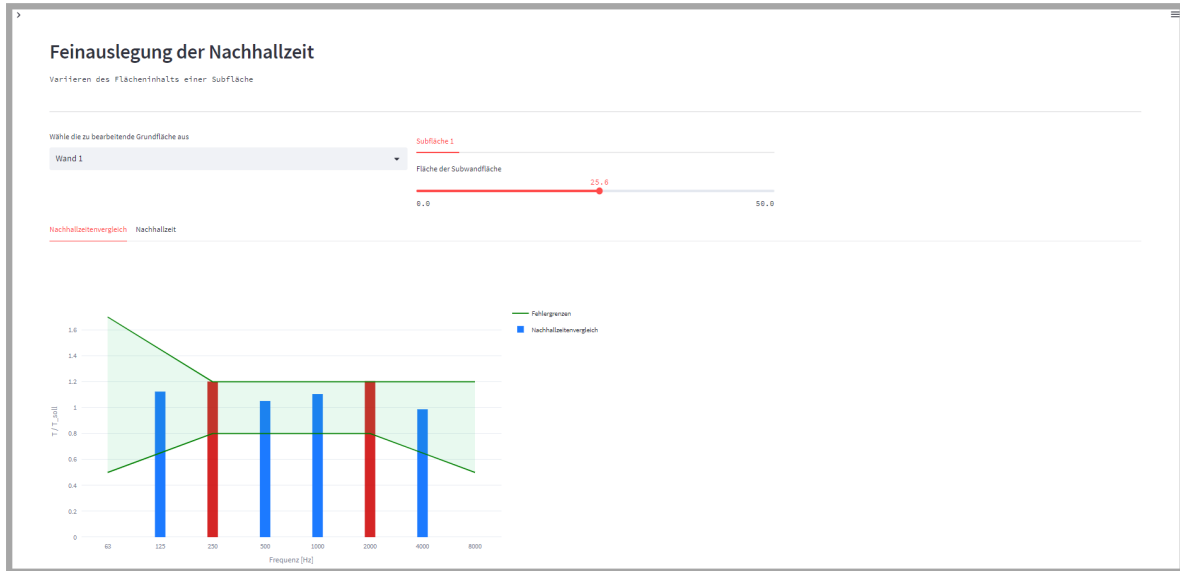 Feinauslegung der Nachhallzeit
Variieren des Flächeninhalts einer Subfläche
Wähle die zu bearbeitende Grundfläche aus
Wand 1
Subfläche 1
Fläche der Subwandfläche
25.6
0.0
50.0
Nachhallzeitenvergleich
Nachhallzeit
Fehlergrenzen
Nachhallzeitenvergleich
T / T_soll
1.6
1.4
1.2
1
0.8
0.6
0.4
0.2
0
63
125
250
500
1000
2000
4000
8000
Frequenz [Hz]